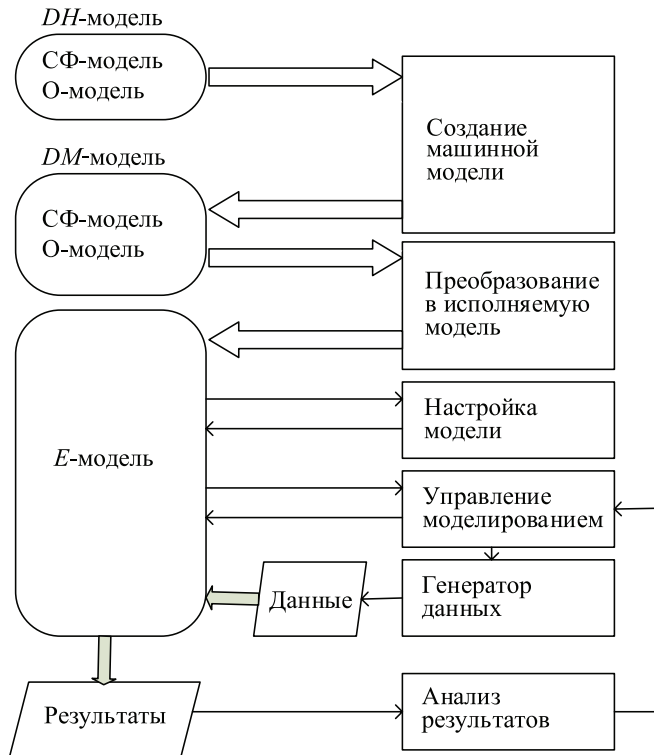 DH-модель
СФ-модель
О-модель
Создание
машинной
модели
DM-модель
СФ-модель
О-модель
Преобразование
в исполняемую
модель
E-модель
Настройка
модели
Управление
моделированием
Данные
Генератор
данных
Результаты
Анализ
результатов